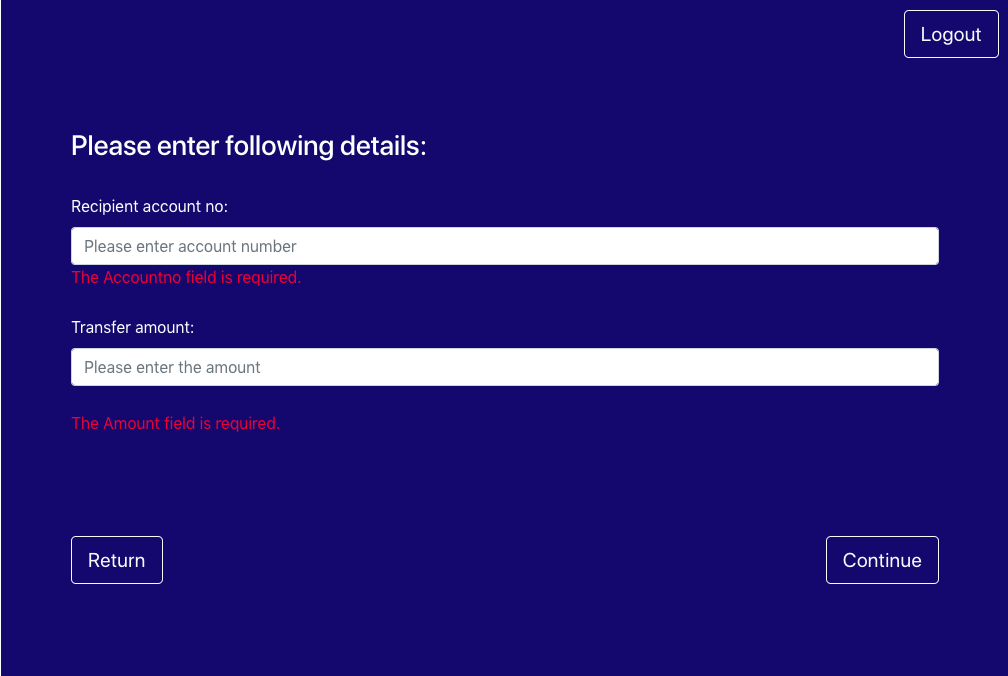 Logout
Please enter following details:
Recipient account no:
Please enter account number
The Accountno field is required.
Transfer amount:
Please enter the amount
The Amount field is required.
Return
Continue